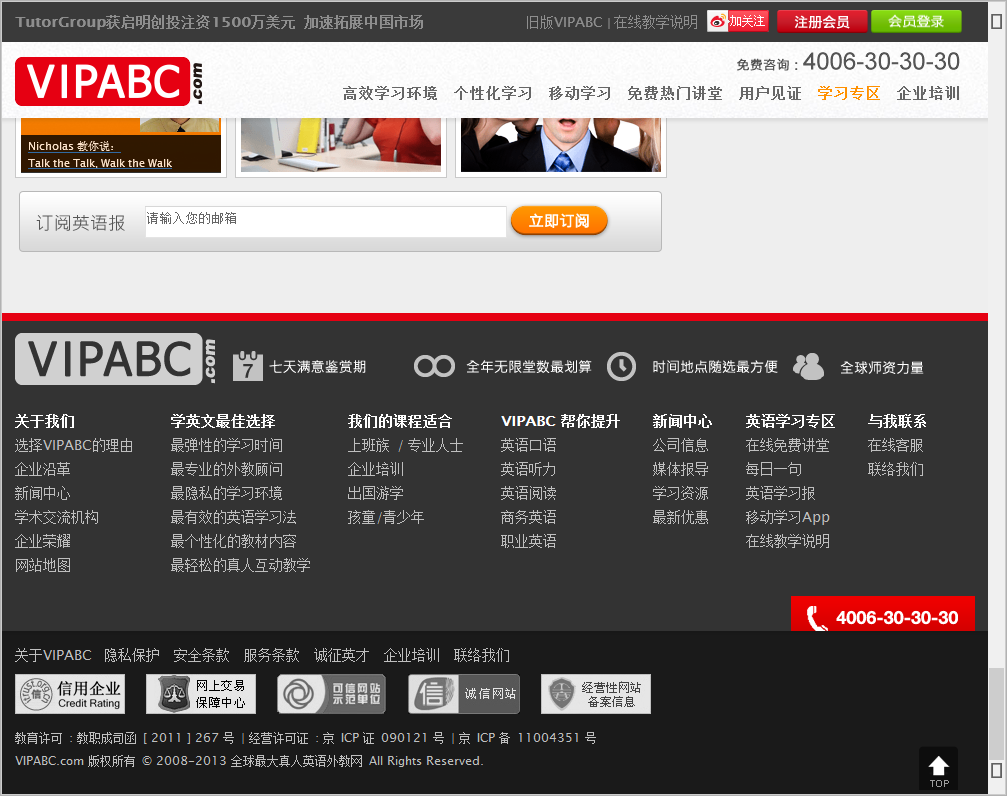 TutorGroup获启明创投注资1500万美元 加速拓展中国市场
旧版VIPABC | 在线教学说明
加关注
注册会员
会员登录
VIPABC.com
免费咨询：4006-30-30-30
高效学习环境 个性化学习 移动学习 免费热门讲堂 用户见证 学习专区 企业培训
Nicholas 教你说：
Talk the Talk, Walk the Walk
订阅英语报
请输入您的邮箱
立即订阅
VIPABC.com
7 七天满意鉴赏期
全年无限堂数最划算
时间地点随选最方便
全球师资力量
关于我们
选择VIPABC的理由
企业沿革
新闻中心
学术交流机构
企业荣耀
网站地图
学英文最佳选择
最弹性的学习时间
最专业的外教顾问
最隐私的学习环境
最有效的英语学习法
最个性化的教材内容
最轻松的真人互动教学
我们的课程适合
上班族 / 专业人士
企业培训
出国游学
孩童/青少年
VIPABC 帮你提升
英语口语
英语听力
英语阅读
商务英语
职业英语
新闻中心
公司信息
媒体报导
学习资源
最新优惠
英语学习专区
在线免费讲堂
每日一句
英语学习报
移动学习App
在线教学说明
与我联系
在线客服
联络我们
4006-30-30-30
关于VIPABC 隐私保护 安全条款 服务条款 诚征英才 企业培训 联络我们
信
信用企业
Credit Rating
网上交易
保障中心
可信网站
示范单位
信
诚信网站
经营性网站
备案信息
教育许可 : 教职成司函 [ 2011 ] 267 号 | 经营许可证 : 京 ICP 证 090121 号 | 京 ICP 备 11004351 号
VIPABC.com 版权所有 © 2008-2013 全球最大真人英语外教网 All Rights Reserved.
TOP